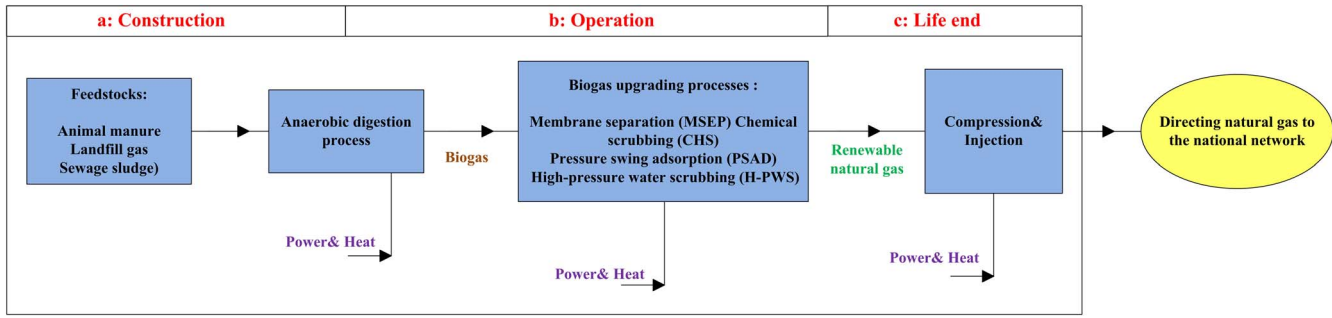 a: Construction
b: Operation
c: Life end
Feedstocks:
Animal manure
Landfill gas
Sewage sludge)
Anaerobic digestion
process
Biogas
Biogas upgrading processes :
Membrane separation (MSEP) Chemical
scrubbing (CHS)
Pressure swing adsorption (PSAD)
High-pressure water scrubbing (H-PWS)
Renewable
natural gas
Compression&
Injection
Directing natural gas to
the national network
Power& Heat
Power& Heat
Power& Heat